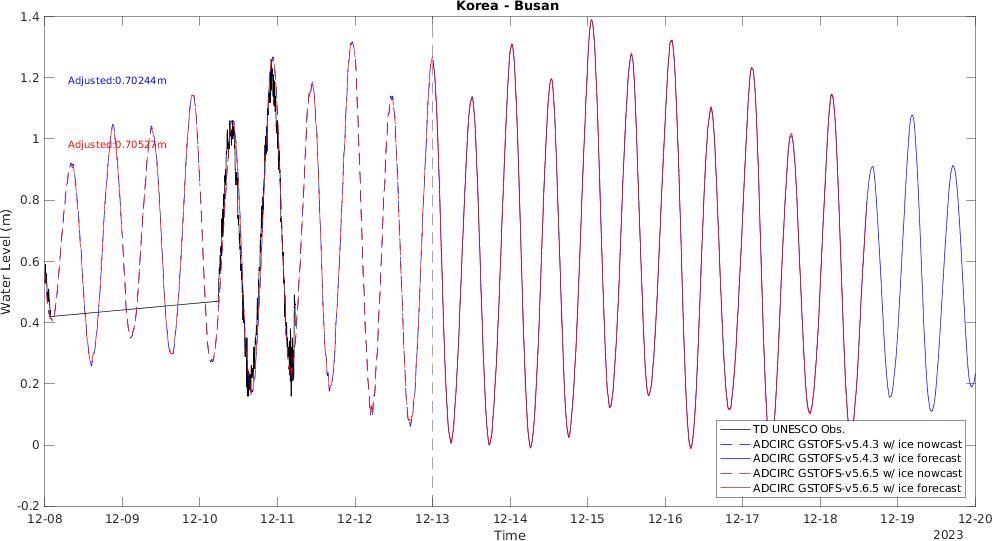 Korea - Busan
1.4
1.2
1
0.8
0.6
0.4
0.2
0
-0.2
Water Level (m)
Adjusted:0.70244m
Adjusted:0.70527m
TD UNESCO Obs.
ADCIRC GSTOFS-v5.4.3 w/ ice nowcast
ADCIRC GSTOFS-v5.4.3 w/ ice forecast
ADCIRC GSTOFS-v5.6.5 w/ ice nowcast
ADCIRC GSTOFS-v5.6.5 w/ ice forecast
12-08 12-09 12-10 12-11 12-12 12-13 12-14 12-15 12-16 12-17 12-18 12-19 12-20
Time
2023